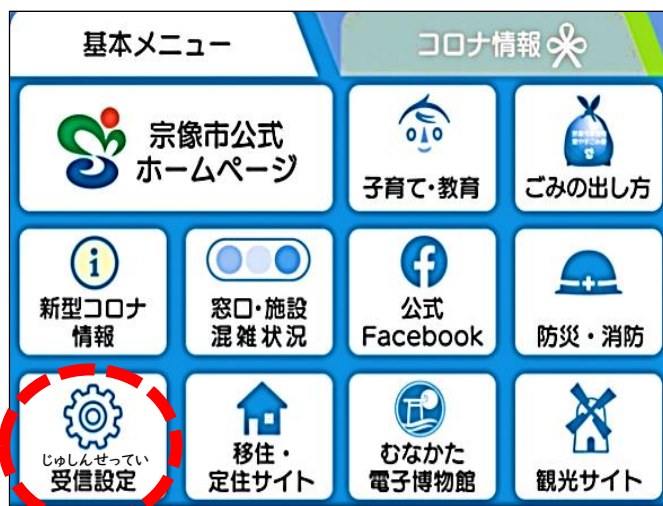 基本メニュー
コロナ情報
宗像市公式
ホームページ
子育て・教育
ごみの出し方
新型コロナ
情報
窓口・施設
混雑状況
公式
Facebook
防災・消防
じゅしんせってい
受信設定
移住・
定住サイト
むなかた
電子博物館
観光サイト